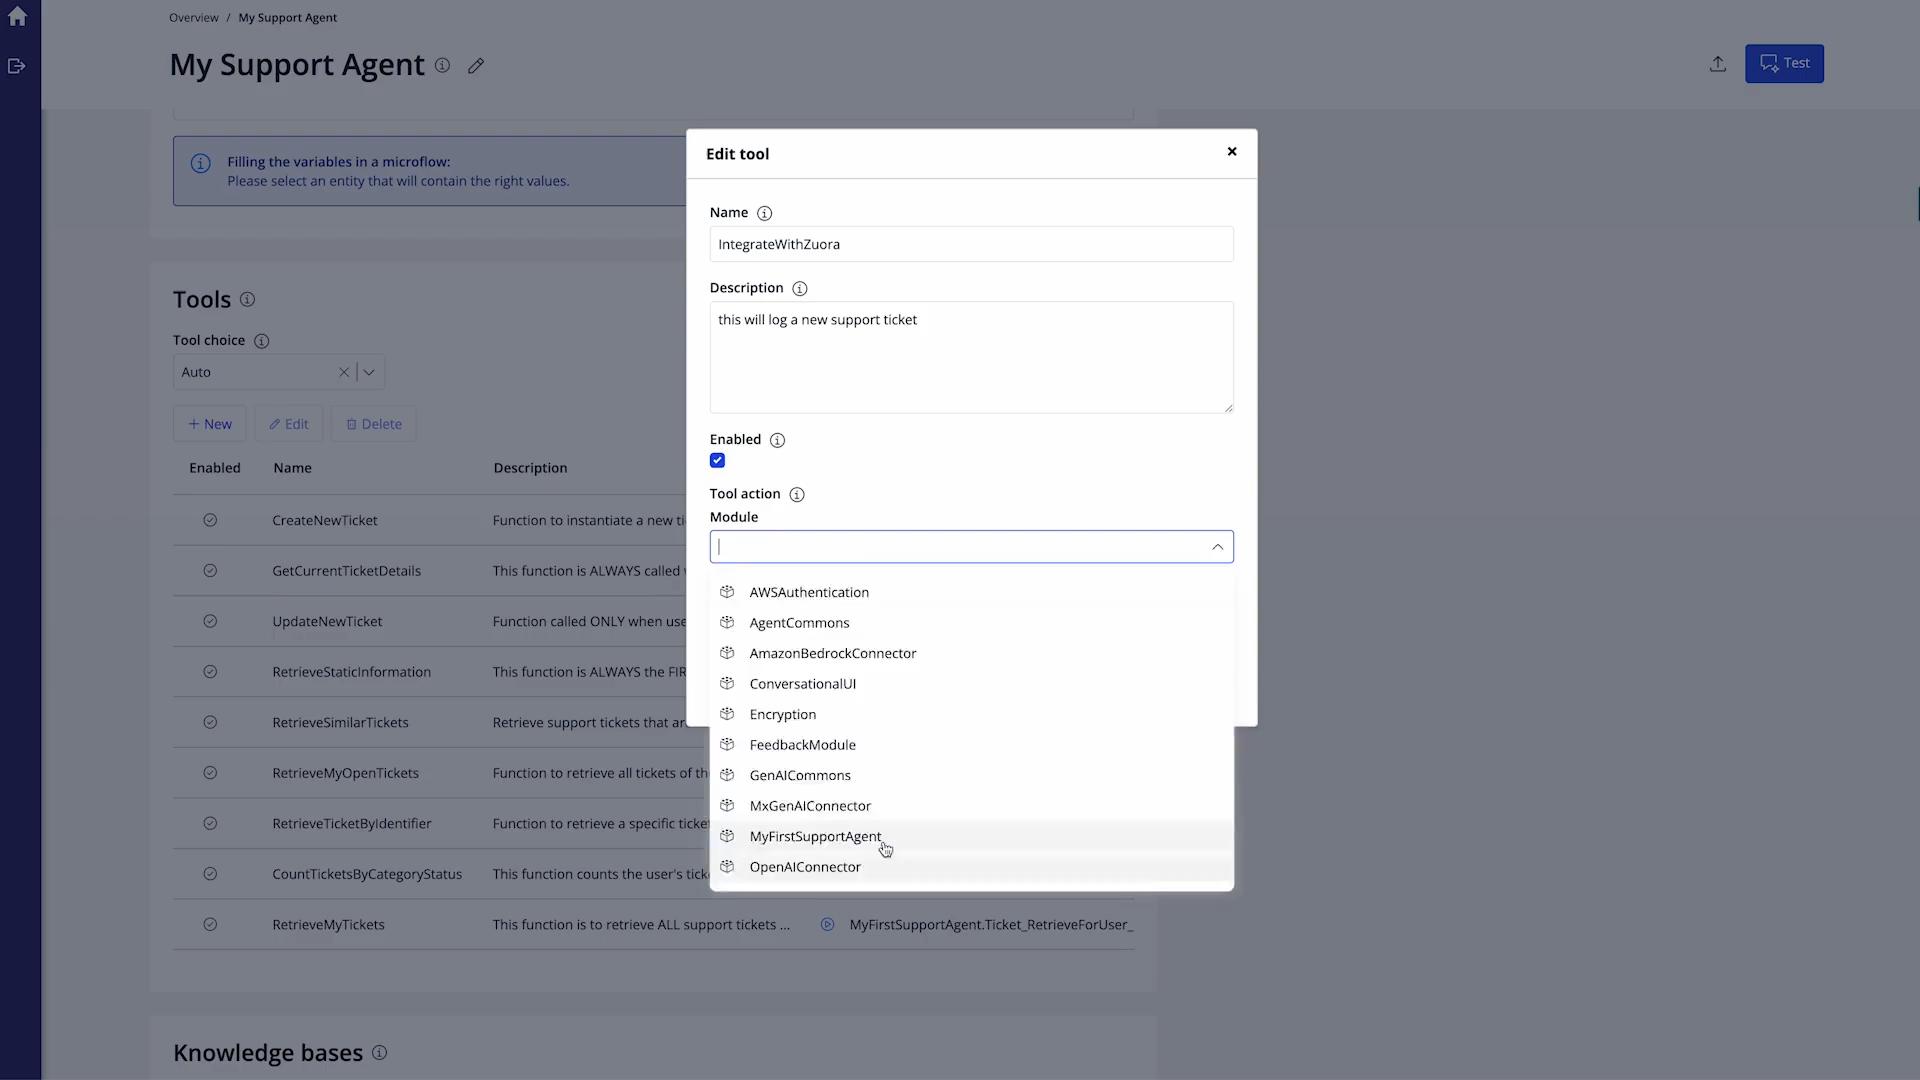 Overview / My Support Agent
My Support Agent
Test
Filling the variables in a microflow:
Please select an entity that will contain the right values.
Tools
Tool choice
Auto
New Edit Delete
Enabled Name Description
CreateNewTicket Function to instantiate a new ti
GetCurrentTicketDetails This function is ALWAYS called
UpdateNewTicket Function called ONLY when use
RetrieveStaticInformation This function is ALWAYS the FIR
RetrieveSimilarTickets Retrieve support tickets that ar
RetrieveMyOpenTickets Function to retrieve all tickets of th
RetrieveTicketByIdentifier Function to retrieve a specific ticke
CountTicketsByCategoryStatus This function counts the user's tick
RetrieveMyTickets This function is to retrieve ALL support tickets ... MyFirstSupportAgent.Ticket_RetrieveForUser_
Knowledge bases
Edit tool
Name
IntegrateWithZuora
Description
this will log a new support ticket
Enabled
Tool action
Module
AWSAuthentication
AgentCommons
AmazonBedrockConnector
ConversationalUI
Encryption
FeedbackModule
GenAICommons
MxGenAIConnector
MyFirstSupportAgent
OpenAIConnector